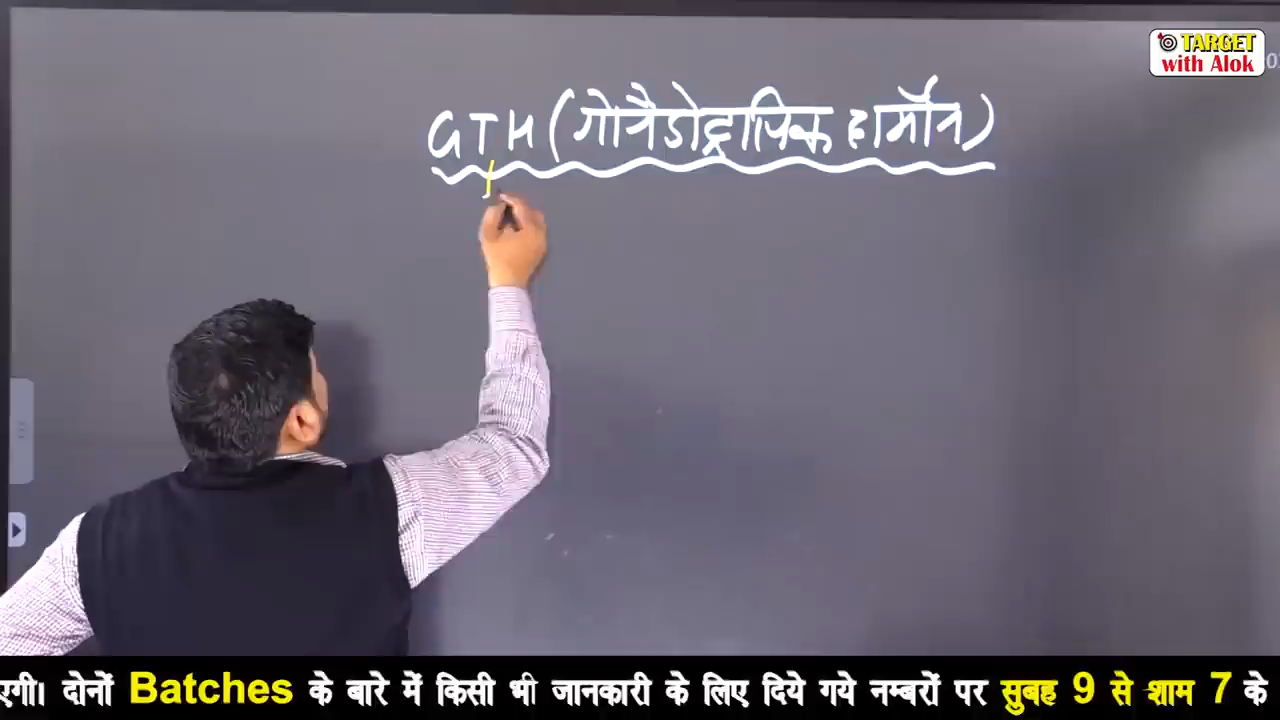 TARGET
with Alok
GTH (गोनैडोट्रापिक हार्मोन)
एगी। दोनों Batches के बारे में किसी भी जानकारी के लिए दिये गये नम्बरों पर सुबह 9 से शाम 7 के